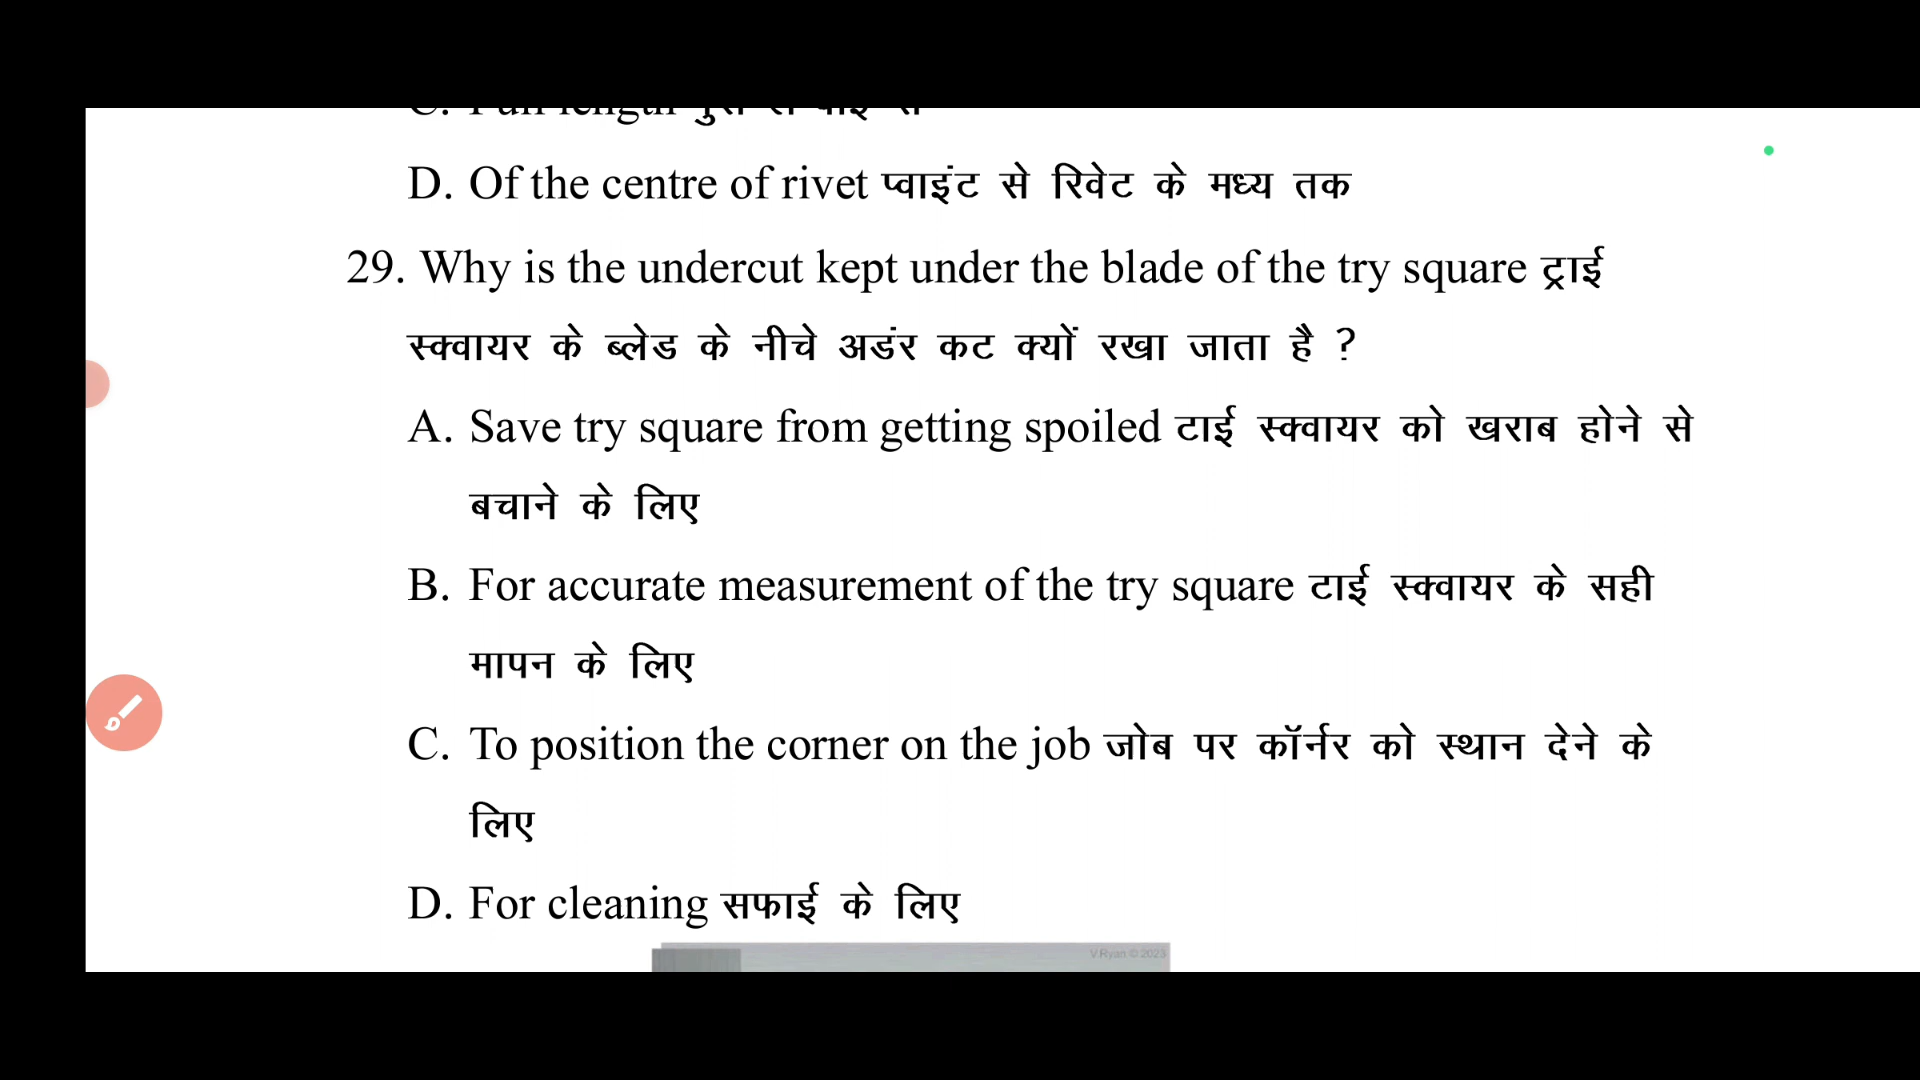 D. Of the centre of rivet प्वाइंट से रिवेट के मध्य तक
29. Why is the undercut kept under the blade of the try square ट्राई
स्क्वायर के ब्लेड के नीचे अडंर कट क्यों रखा जाता है ?
A. Save try square from getting spoiled टाई स्क्वायर को खराब होने से
बचाने के लिए
B. For accurate measurement of the try square टाई स्क्वायर के सही
मापन के लिए
C. To position the corner on the job जोब पर कॉर्नर को स्थान देने के
लिए
D. For cleaning सफाई के लिए
V.Ryan © 2023